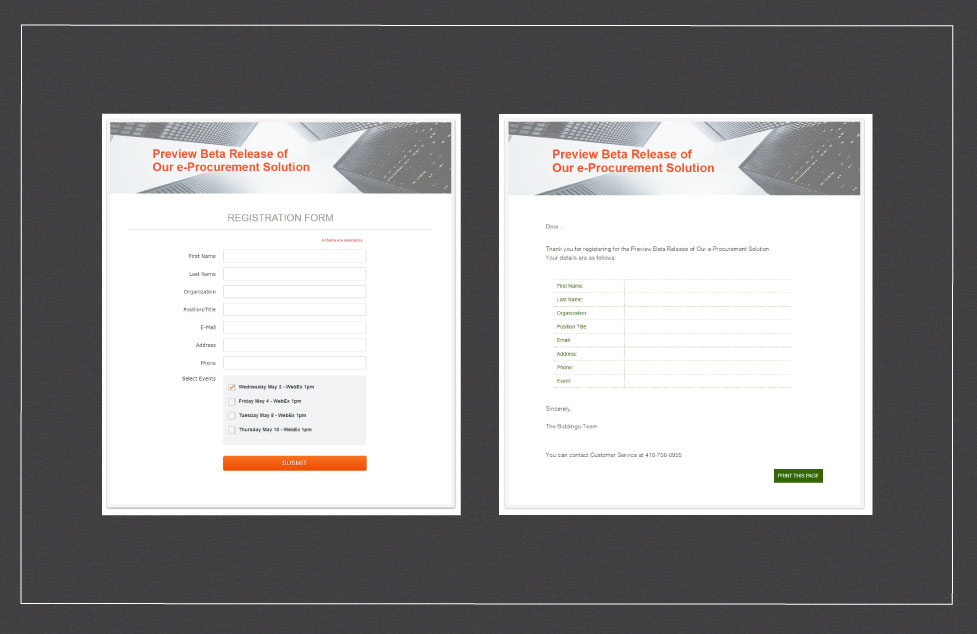 Preview Beta Release of
Our e-Procurement Solution
REGISTRATION FORM
All fields are mandatory
First Name
Last Name
Organization
Position/Title
E-Mail
Address
Phone
Select Events
Wednesday May 2 - WebEx 1pm
Friday May 4 - WebEx 1pm
Tuesday May 8 - WebEx 1pm
Thursday May 10 - WebEx 1pm
SUBMIT
Preview Beta Release of
Our e-Procurement Solution
Dear ,
Thank you for registering for the Preview Beta Release of Our e-Procurement Solution
Your details are as follows:
First Name:
Last Name:
Organization:
Position Title:
Email:
Address:
Phone:
Event:
Sincerely,
The Biddingo Team
You can contact Customer Service at
PRINT THIS PAGE